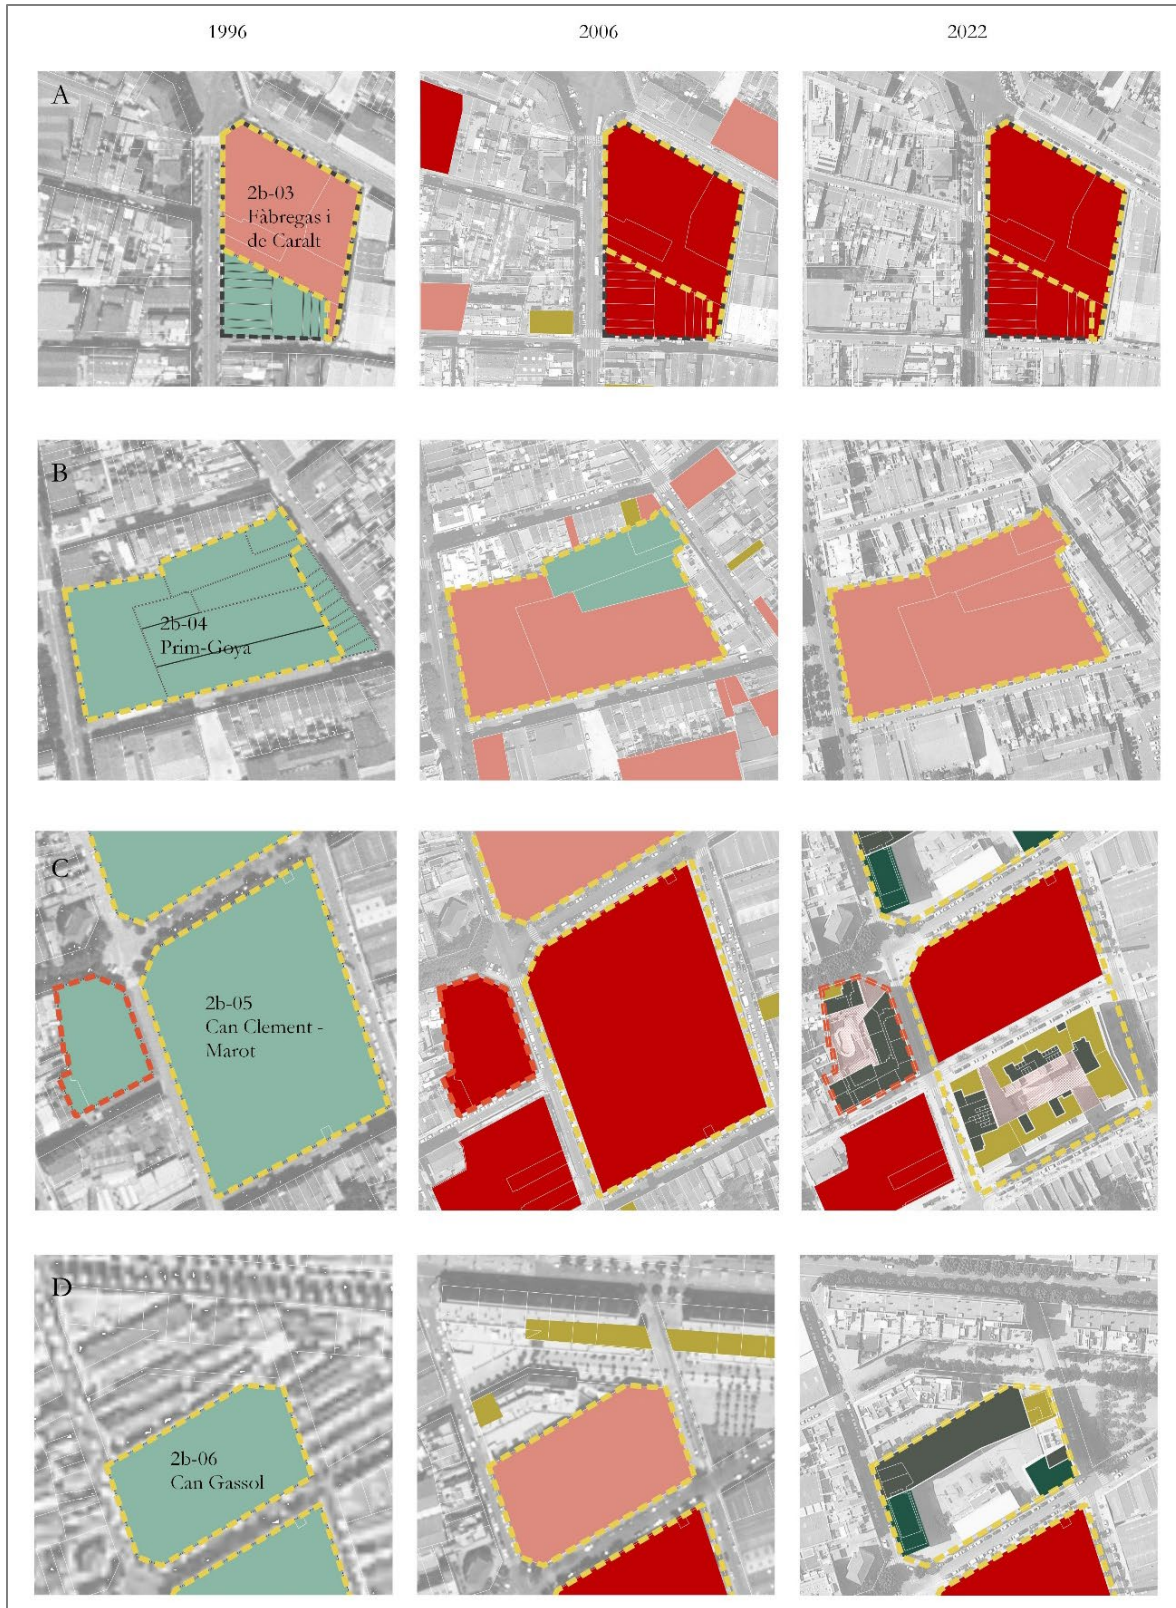 1996
2006
2022
A
2b-03
Fàbregas i
de Caralt
B
2b-04
Prim-Goya
C
2b-05
Can Clement -
Marot
D
2b-06
Can Gassol